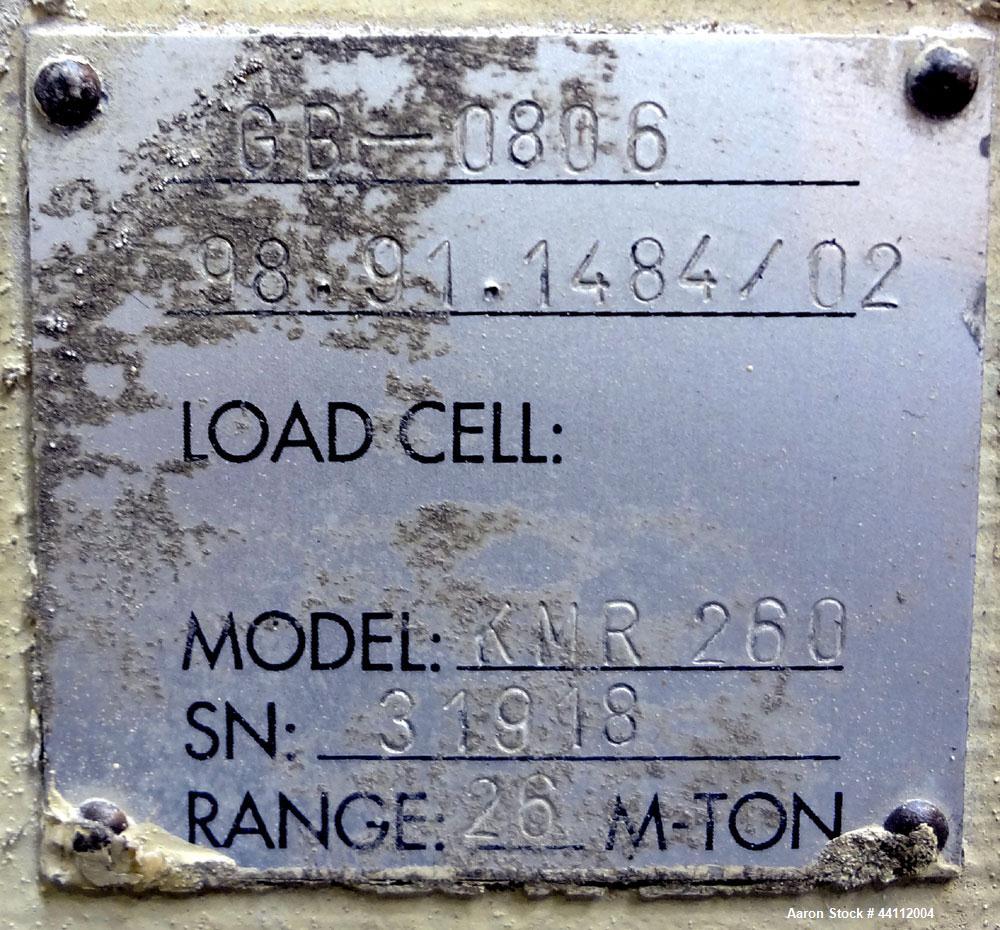 GB-0806
98.91.1484/02
LOAD CELL:
MODEL: KMR 260
SN: 31918
RANGE: 26 M-TON
Aaron Stock # 44112004